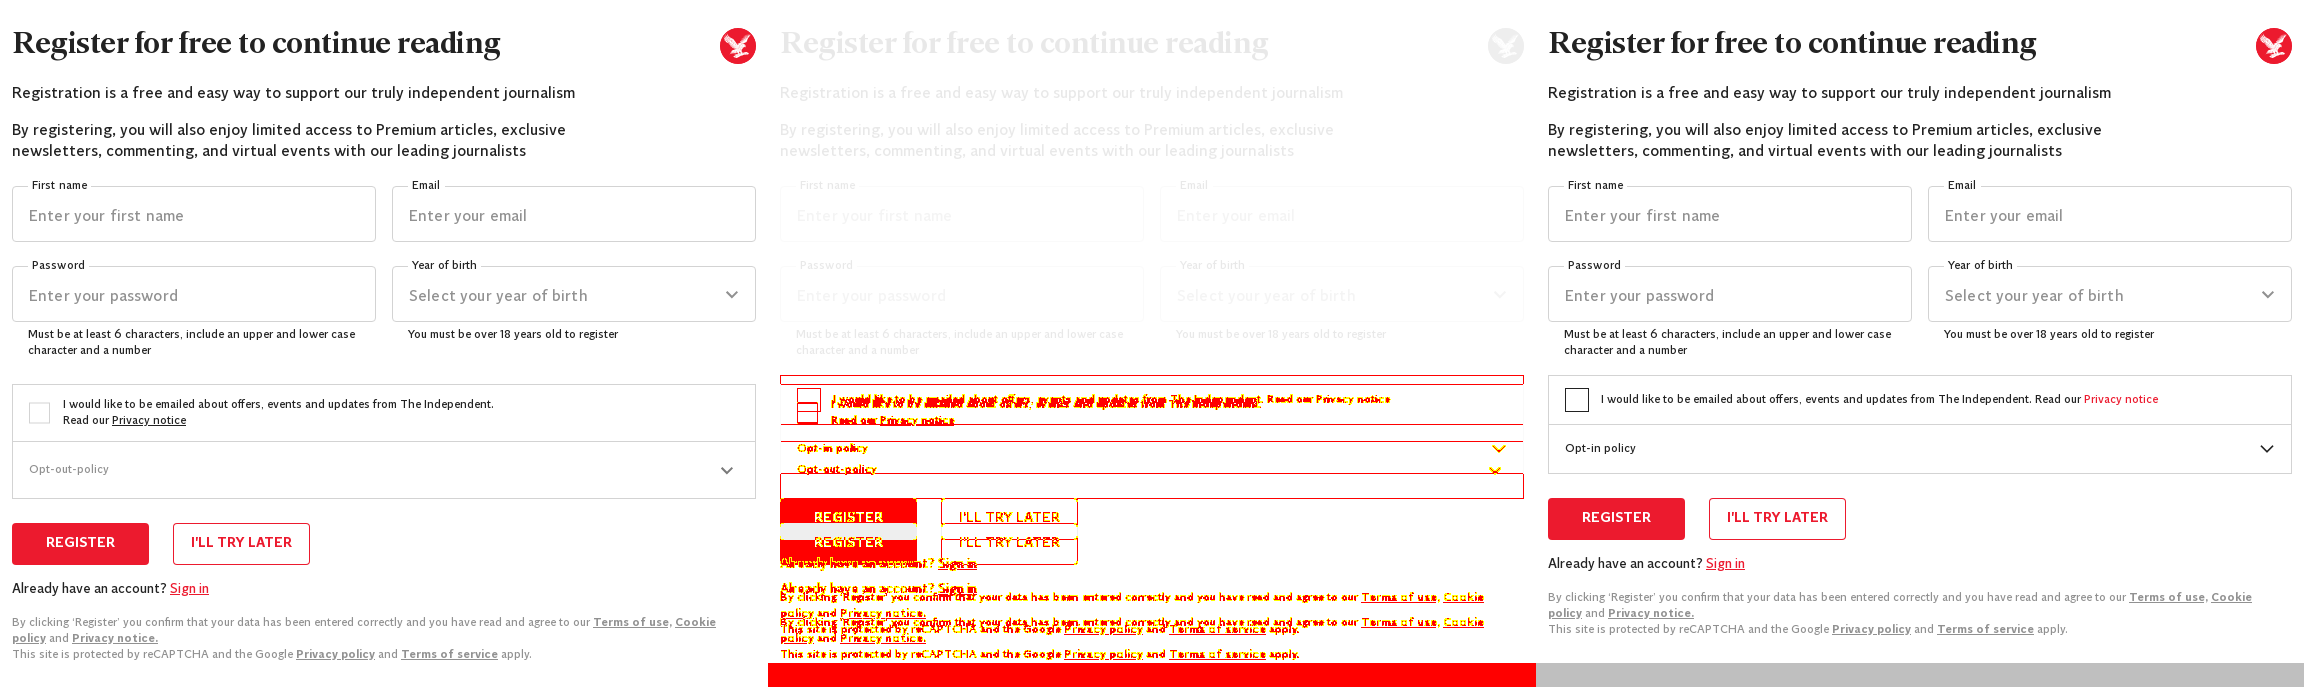 Register for free to continue reading
Registration is a free and easy way to support our truly independent journalism
By registering, you will also enjoy limited access to Premium articles, exclusive
newsletters, commenting, and virtual events with our leading journalists
First name
Email
Enter your first name
Enter your email
Password
Year of birth
Enter your password
Select your year of birth
Must be at least 6 characters, include an upper and lower case
character and a number
You must be over 18 years old to register
I would like to be emailed about offers, events and updates from The Independent.
Read our Privacy notice
Opt-out-policy
REGISTER
I'LL TRY LATER
Already have an account? Sign in
By clicking ‘Register’ you confirm that your data has been entered correctly and you have read and agree to our Terms of use, Cookie
policy and Privacy notice.
This site is protected by reCAPTCHA and the Google Privacy policy and Terms of service apply.
Register for free to continue reading
Registration is a free and easy way to support our truly independent journalism
By registering, you will also enjoy limited access to Premium articles, exclusive
newsletters, commenting, and virtual events with our leading journalists
First name
Email
Enter your first name
Enter your email
Password
Year of birth
Enter your password
Select your year of birth
Must be at least 6 characters, include an upper and lower case
character and a number
You must be over 18 years old to register
Read our Privacy notice
Read our Privacy notice
Opt-in policy
Opt-out-policy
REGISTER
I'LL TRY LATER
REGISTER
I'LL TRY LATER
Already have an account? Sign in
Already have an account? Sign in
By clicking ‘Register’ you confirm that your data has been entered correctly and you have read and agree to our Terms of use, Cookie
policy and Privacy notice.
By clicking ‘Register’ you confirm that your data has been entered correctly and you have read and agree to our Terms of use, Cookie
This site is protected by reCAPTCHA and the Google Privacy policy and Terms of service apply.
policy and Privacy notice.
This site is protected by reCAPTCHA and the Google Privacy policy and Terms of service apply.
Register for free to continue reading
Registration is a free and easy way to support our truly independent journalism
By registering, you will also enjoy limited access to Premium articles, exclusive
newsletters, commenting, and virtual events with our leading journalists
First name
Email
Enter your first name
Enter your email
Password
Year of birth
Enter your password
Select your year of birth
Must be at least 6 characters, include an upper and lower case
character and a number
You must be over 18 years old to register
I would like to be emailed about offers, events and updates from The Independent. Read our Privacy notice
Opt-in policy
REGISTER
I'LL TRY LATER
Already have an account? Sign in
By clicking ‘Register’ you confirm that your data has been entered correctly and you have read and agree to our Terms of use, Cookie
policy and Privacy notice.
This site is protected by reCAPTCHA and the Google Privacy policy and Terms of service apply.